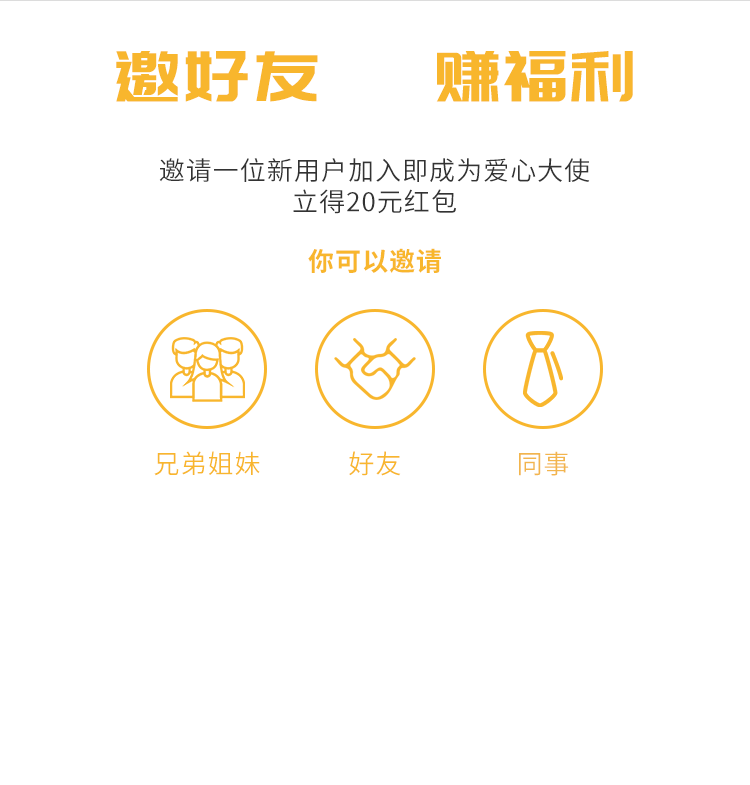 邀好友 赚福利
邀请一位新用户加入即成为爱心大使
立得20元红包
你可以邀请
兄弟姐妹 好友 同事